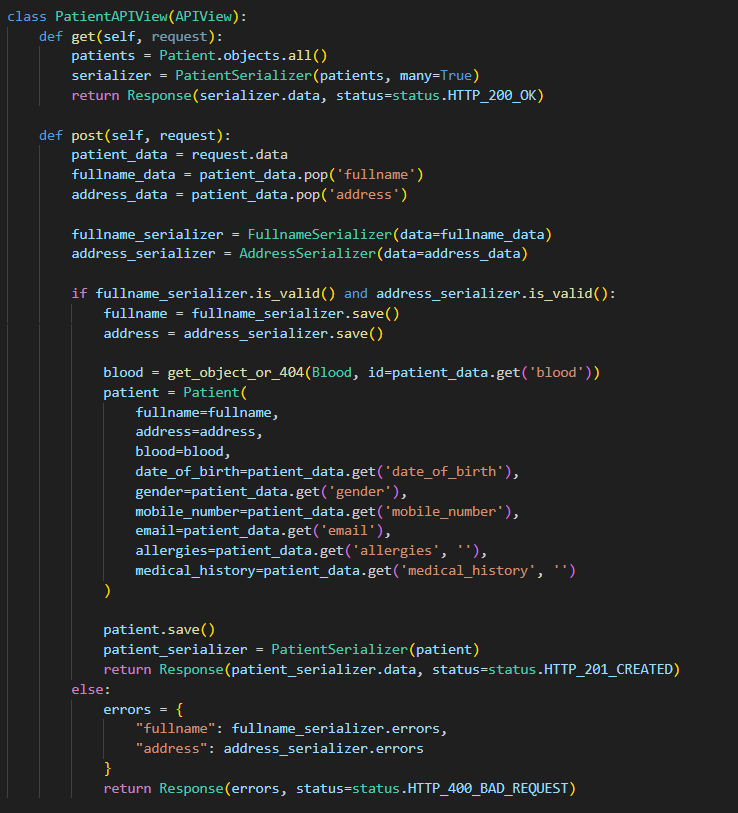 class PatientAPIView(APIView):
    def get(self, request):
        patients = Patient.objects.all()
        serializer = PatientSerializer(patients, many=True)
        return Response(serializer.data, status=status.HTTP_200_OK)

    def post(self, request):
        patient_data = request.data
        fullname_data = patient_data.pop('fullname')
        address_data = patient_data.pop('address')

        fullname_serializer = FullnameSerializer(data=fullname_data)
        address_serializer = AddressSerializer(data=address_data)

        if fullname_serializer.is_valid() and address_serializer.is_valid():
            fullname = fullname_serializer.save()
            address = address_serializer.save()

            blood = get_object_or_404(Blood, id=patient_data.get('blood'))
            patient = Patient(
                fullname=fullname,
                address=address,
                blood=blood,
                date_of_birth=patient_data.get('date_of_birth'),
                gender=patient_data.get('gender'),
                mobile_number=patient_data.get('mobile_number'),
                email=patient_data.get('email'),
                allergies=patient_data.get('allergies', ''),
                medical_history=patient_data.get('medical_history', '')
            )

            patient.save()
            patient_serializer = PatientSerializer(patient)
            return Response(patient_serializer.data, status=status.HTTP_201_CREATED)
        else:
            errors = {
                "fullname": fullname_serializer.errors,
                "address": address_serializer.errors
            }
            return Response(errors, status=status.HTTP_400_BAD_REQUEST)